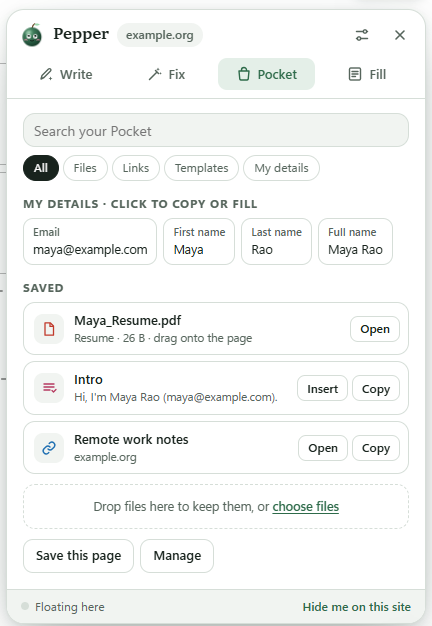 Pepper example.org
Write Fix Pocket Fill
Search your Pocket
All Files Links Templates My details
MY DETAILS · CLICK TO COPY OR FILL
Email First name Last name Full name
maya@example.com Maya Rao Maya Rao
SAVED
Maya_Resume.pdf
Resume · 26 B · drag onto the page
Open
Intro
Hi, I'm Maya Rao (maya@example.com).
Insert Copy
Remote work notes
example.org
Open Copy
Drop files here to keep them, or choose files
Save this page Manage
Floating here Hide me on this site